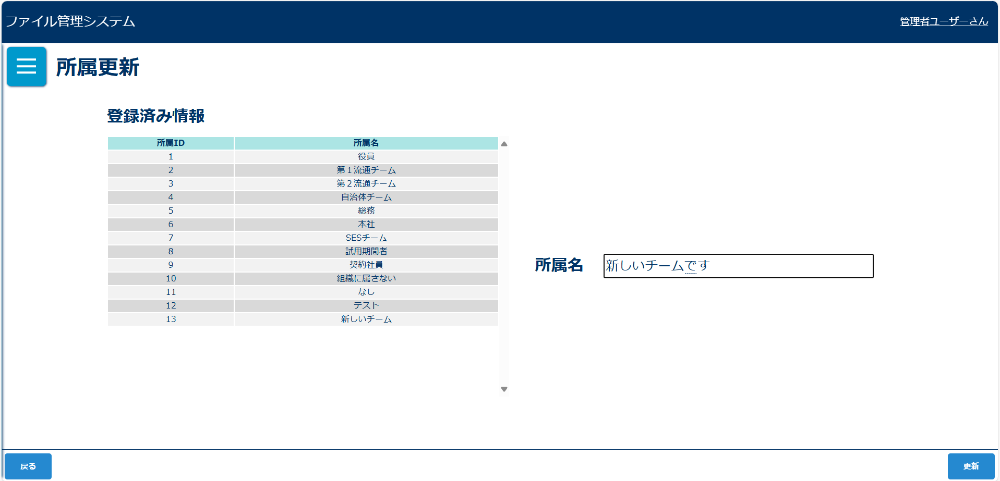 ファイル管理システム
管理者ユーザーさん
所属更新
登録済み情報
所属ID 所属名
1 役員
2 第１流通チーム
3 第２流通チーム
4 自治体チーム
5 総務
6 本社
7 SESチーム
8 試用期間者
9 契約社員
10 組織に属さない
11 なし
12 テスト
13 新しいチーム
所属名 新しいチームです
戻る
更新